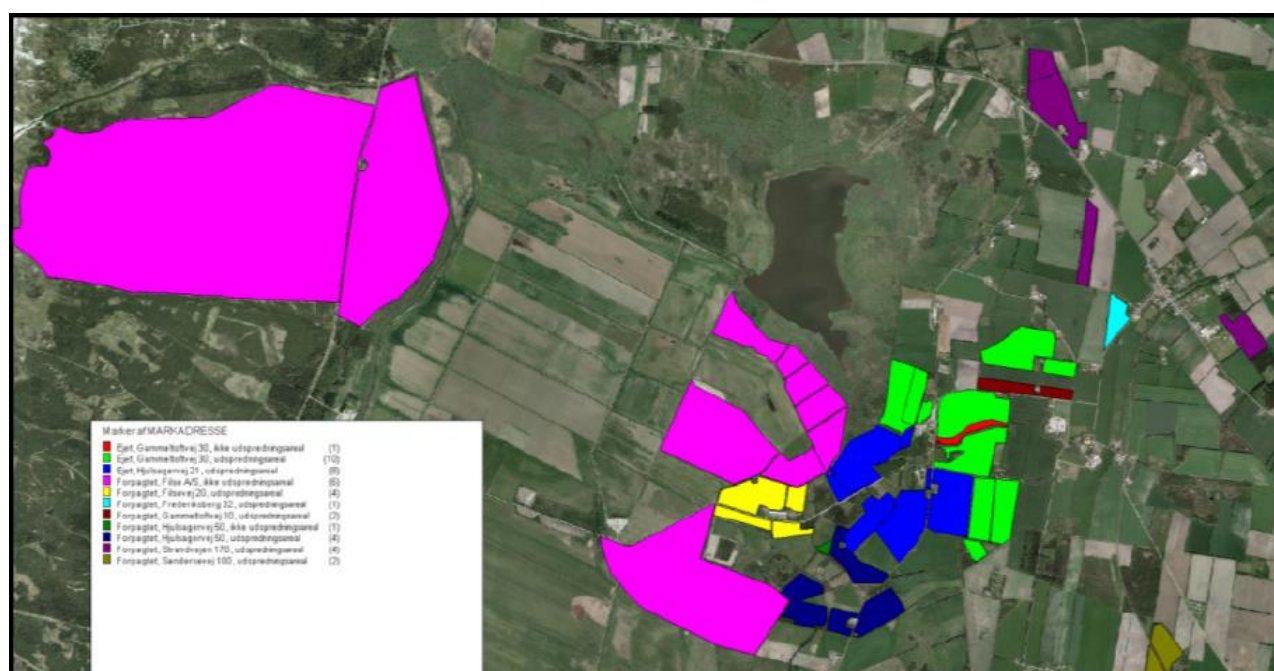 Marker af MARKADRESSE
Ejet, Gammeltoftvej 30, ikke udspredningsareal (1)
Ejet, Gammeltoftvej 30, udspredningsareal (10)
Ejet, Hjulsagervej 21, udspredningsareal (8)
Forpagtet, Filsø A/S, ikke udspredningsareal (6)
Forpagtet, Filsøvej 20, udspredningsareal (4)
Forpagtet, Frederiksberg 32, udspredningsareal (1)
Forpagtet, Gammeltoftvej 10, udspredningsareal
Forpagtet, Hjulsagervej 50, ikke udspredningsareal (1)
Forpagtet, Hjulsagervej 50, udspredningsareal (4)
Forpagtet, Strandvejen 170, udspredningsareal (4)
Forpagtet, udspredningsareal (2)